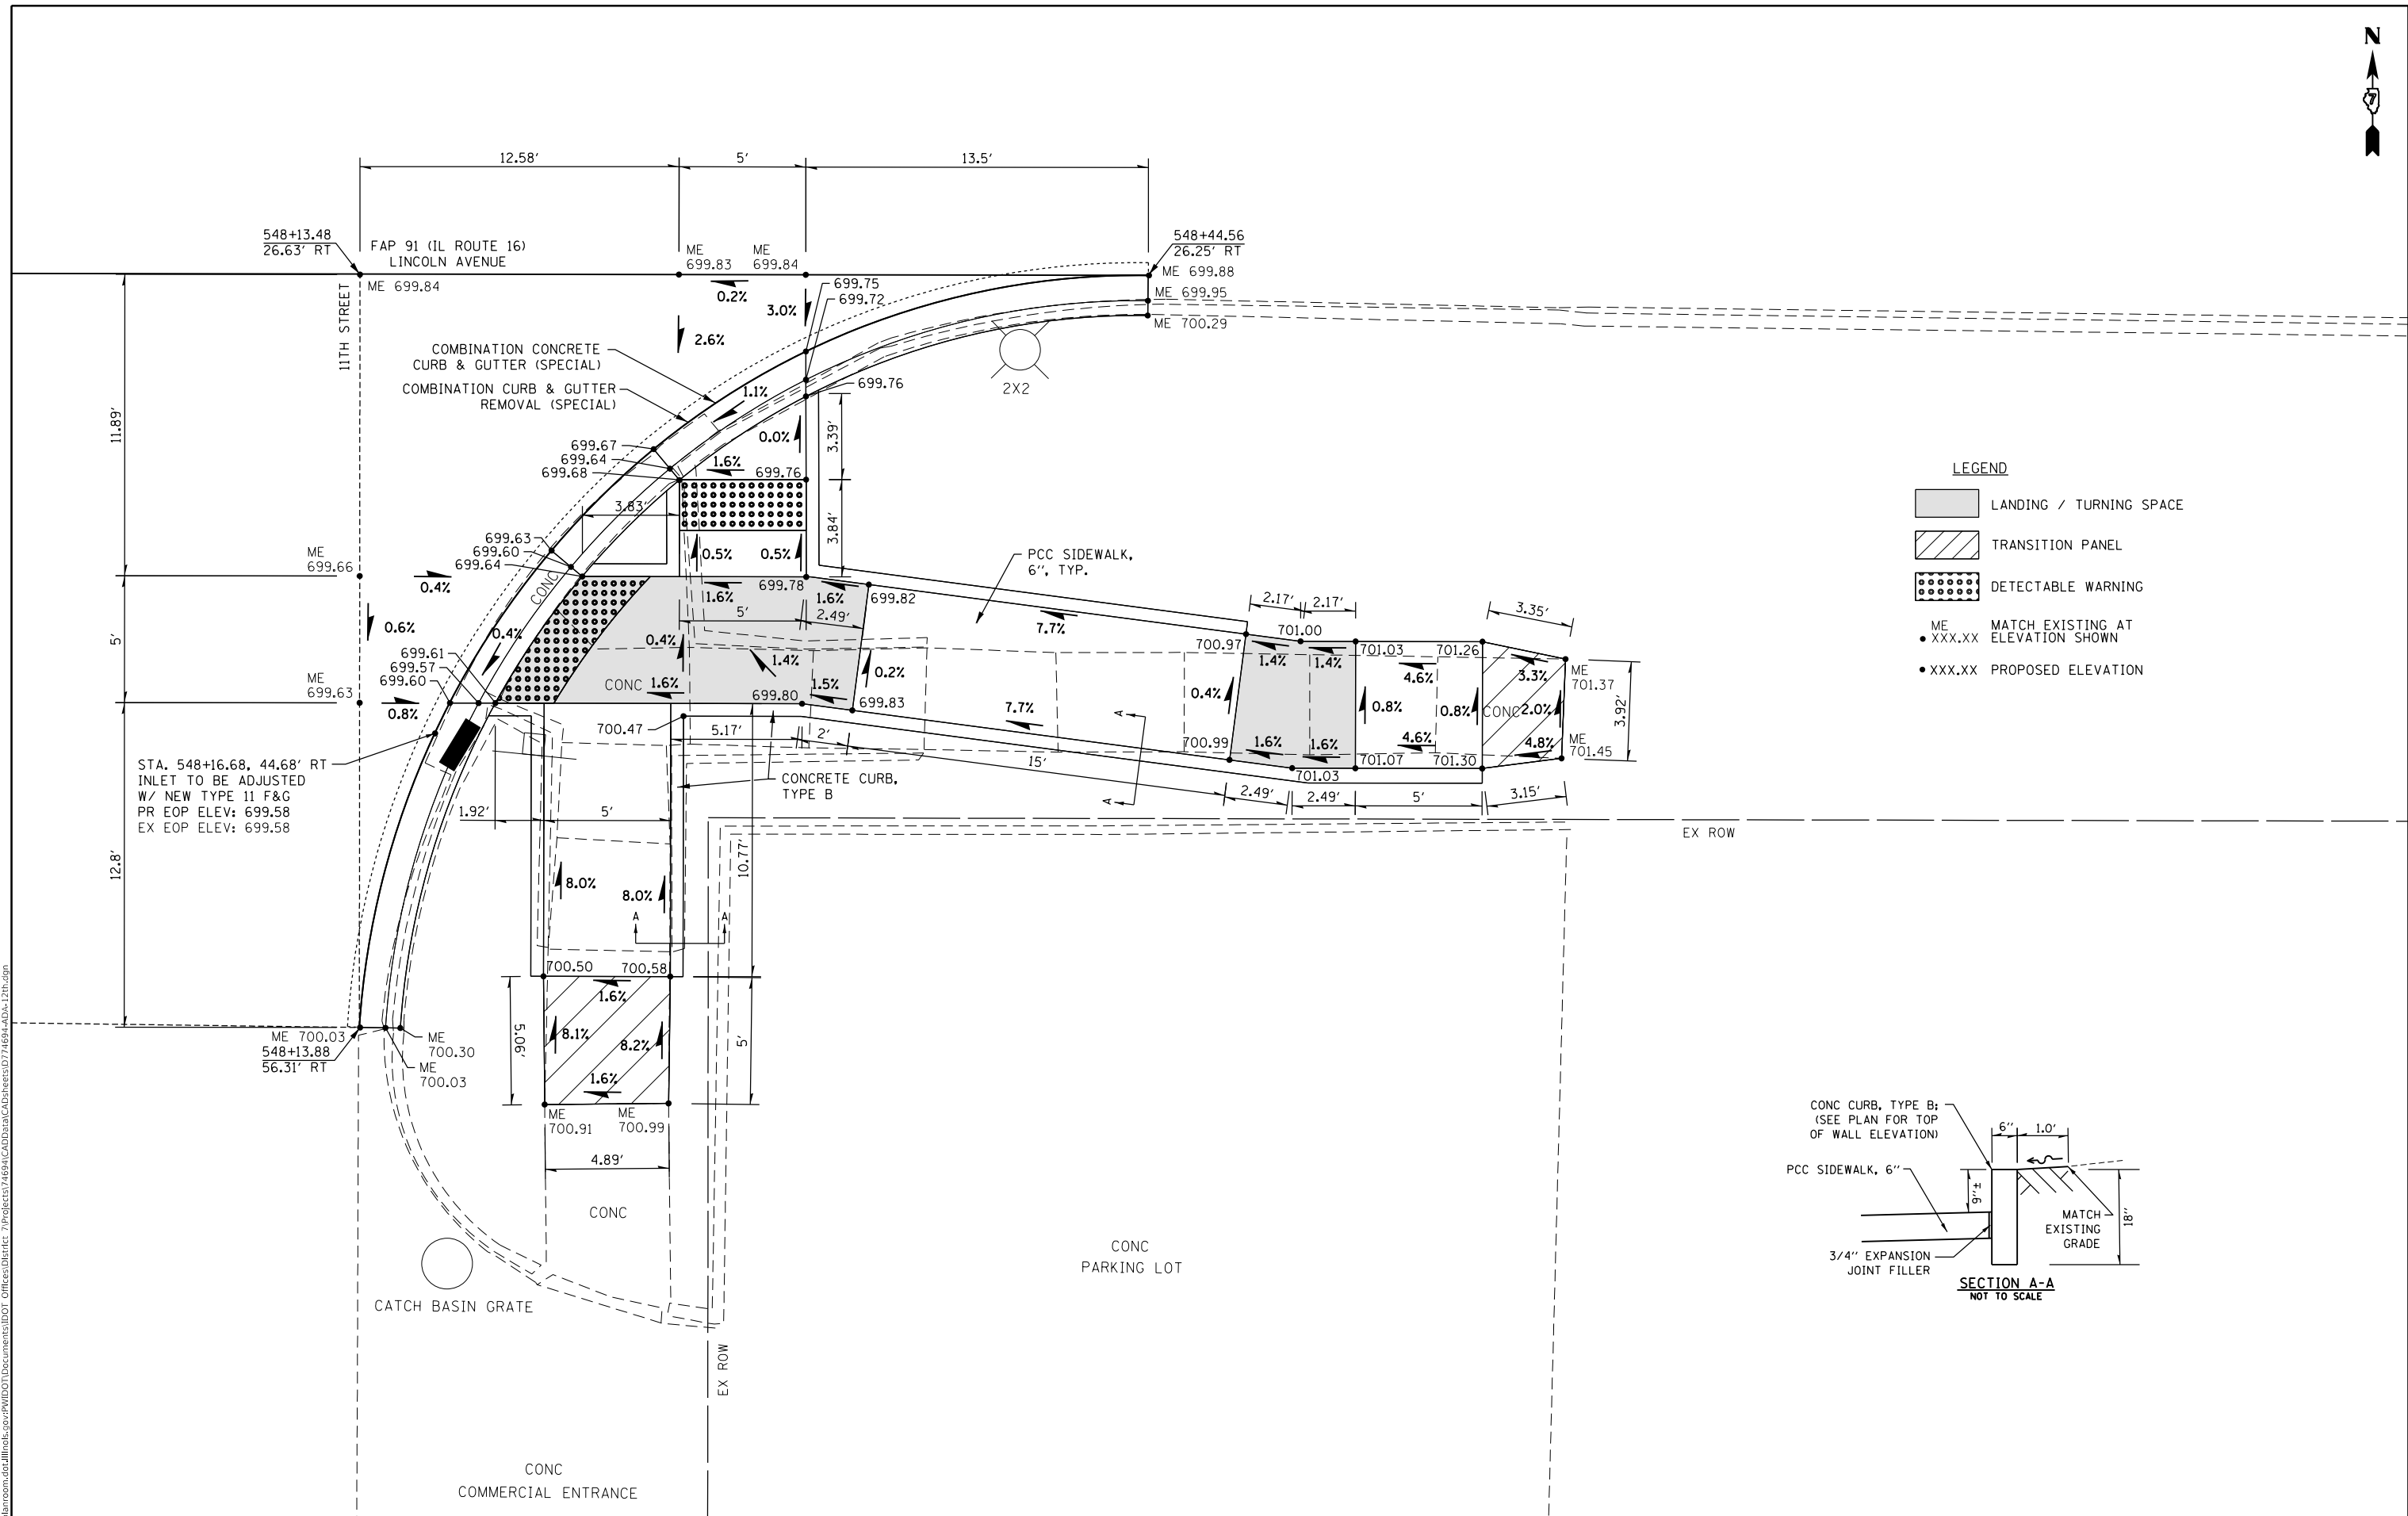 N
7
12.58'
5'
13.5'
548+13.48
26.63' RT
FAP 91 (IL ROUTE 16)
LINCOLN AVENUE
ME
699.83
ME
699.84
548+44.56
26.25' RT
ME 699.88
ME 699.84
11TH STREET
0.2%
699.75
699.72
ME 699.95
3.0%
ME 700.29
2.6%
COMBINATION CONCRETE
CURB & GUTTER (SPECIAL)
COMBINATION CURB & GUTTER
REMOVAL (SPECIAL)
699.76
1.1%
2X2
11.89'
0.0%
3.39'
699.67
699.64
699.68
1.6%
699.76
3.83'
3.84'
699.63
699.60
699.64
CONC
0.5%
0.5%
ME
699.66
0.4%
PCC SIDEWALK,
6", TYP.
699.78
1.6%
1.6%
699.82
5'
2.49'
5'
0.6%
0.4%
0.4%
1.4%
0.2%
7.7%
2.17'
2.17'
3.35'
701.00
700.97
701.03
701.26
1.4%
1.4%
4.6%
3.3%
ME
701.37
699.61
699.57
699.60
ME
699.63
0.8%
CONC
1.6%
1.5%
699.80
699.83
7.7%
0.4%
0.8%
0.8%
CONC
2.0%
3.92'
700.47
5.17'
2'
15'
A
A
700.99
1.6%
1.6%
4.6%
4.8%
ME
701.45
701.03
701.07
701.30
2.49'
2.49'
5'
3.15'
STA. 548+16.68, 44.68' RT
INLET TO BE ADJUSTED
W/ NEW TYPE 11 F&G
PR EOP ELEV: 699.58
EX EOP ELEV: 699.58
CONCRETE CURB,
TYPE B
1.92'
5'
EX ROW
12.8'
10.77'
8.0%
8.0%
A
A
700.50
700.58
1.6%
5.06'
8.1%
8.2%
5'
1.6%
ME 700.03
548+13.88
56.31' RT
ME
700.30
ME
700.03
ME
700.91
ME
700.99
4.89'
CONC
CATCH BASIN GRATE
EX ROW
CONC
PARKING LOT
CONC
COMMERCIAL ENTRANCE
LEGEND
LANDING / TURNING SPACE
TRANSITION PANEL
DETECTABLE WARNING
ME
XXX.XX
MATCH EXISTING AT
ELEVATION SHOWN
XXX.XX PROPOSED ELEVATION
CONC CURB, TYPE B;
(SEE PLAN FOR TOP
OF WALL ELEVATION)
6"
1.0'
PCC SIDEWALK, 6"
9"±
18"
MATCH
EXISTING
GRADE
3/4" EXPANSION
JOINT FILLER
SECTION A-A
NOT TO SCALE